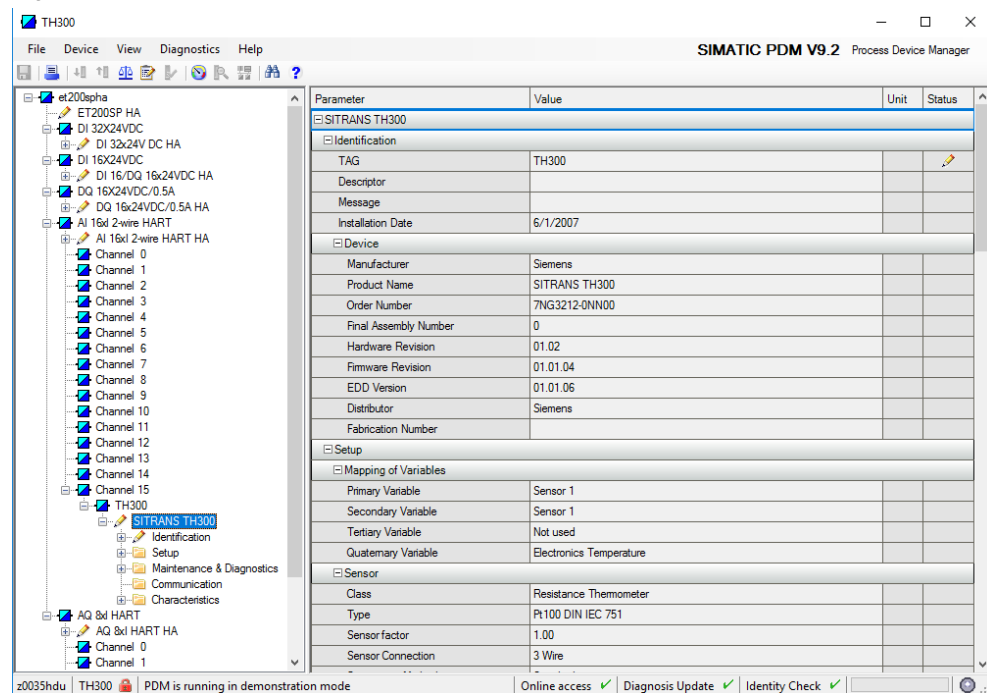 TH300
File Device View Diagnostics Help
SIMATIC PDM V9.2 Process Device Manager
et200spha
ET200SP HA
DI 32X24VDC
DI 32x24V DC HA
DI 16X24VDC
DI 16/DQ 16x24VDC HA
DQ 16X24VDC/0.5A
DQ 16x24VDC/0.5A HA
AI 16xI 2-wire HART
AI 16xI 2-wire HART HA
Channel 0
Channel 1
Channel 2
Channel 3
Channel 4
Channel 5
Channel 6
Channel 7
Channel 8
Channel 9
Channel 10
Channel 11
Channel 12
Channel 13
Channel 14
Channel 15
TH300
SITRANS TH300
Identification
Setup
Maintenance & Diagnostics
Communication
Characteristics
AQ 8xI HART
AQ 8xI HART HA
Channel 0
Channel 1
Parameter Value Unit Status
SITRANS TH300
Identification
TAG TH300
Descriptor
Message
Installation Date 6/1/2007
Device
Manufacturer Siemens
Product Name SITRANS TH300
Order Number 7NG3212-0NN00
Final Assembly Number 0
Hardware Revision 01.02
Firmware Revision 01.01.04
EDD Version 01.01.06
Distributor Siemens
Fabrication Number
Setup
Mapping of Variables
Primary Variable Sensor 1
Secondary Variable Sensor 1
Tertiary Variable Not used
Quaternary Variable Electronics Temperature
Sensor
Class Resistance Thermometer
Type Pt100 DIN IEC 751
Sensor factor 1.00
Sensor Connection 3 Wire
z0035hdu TH300 PDM is running in demonstration mode Online access Diagnosis Update Identity Check